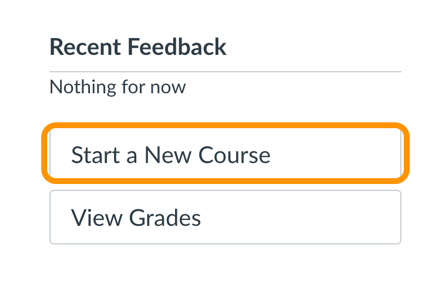 Recent Feedback
Nothing for now
Start a New Course
View Grades